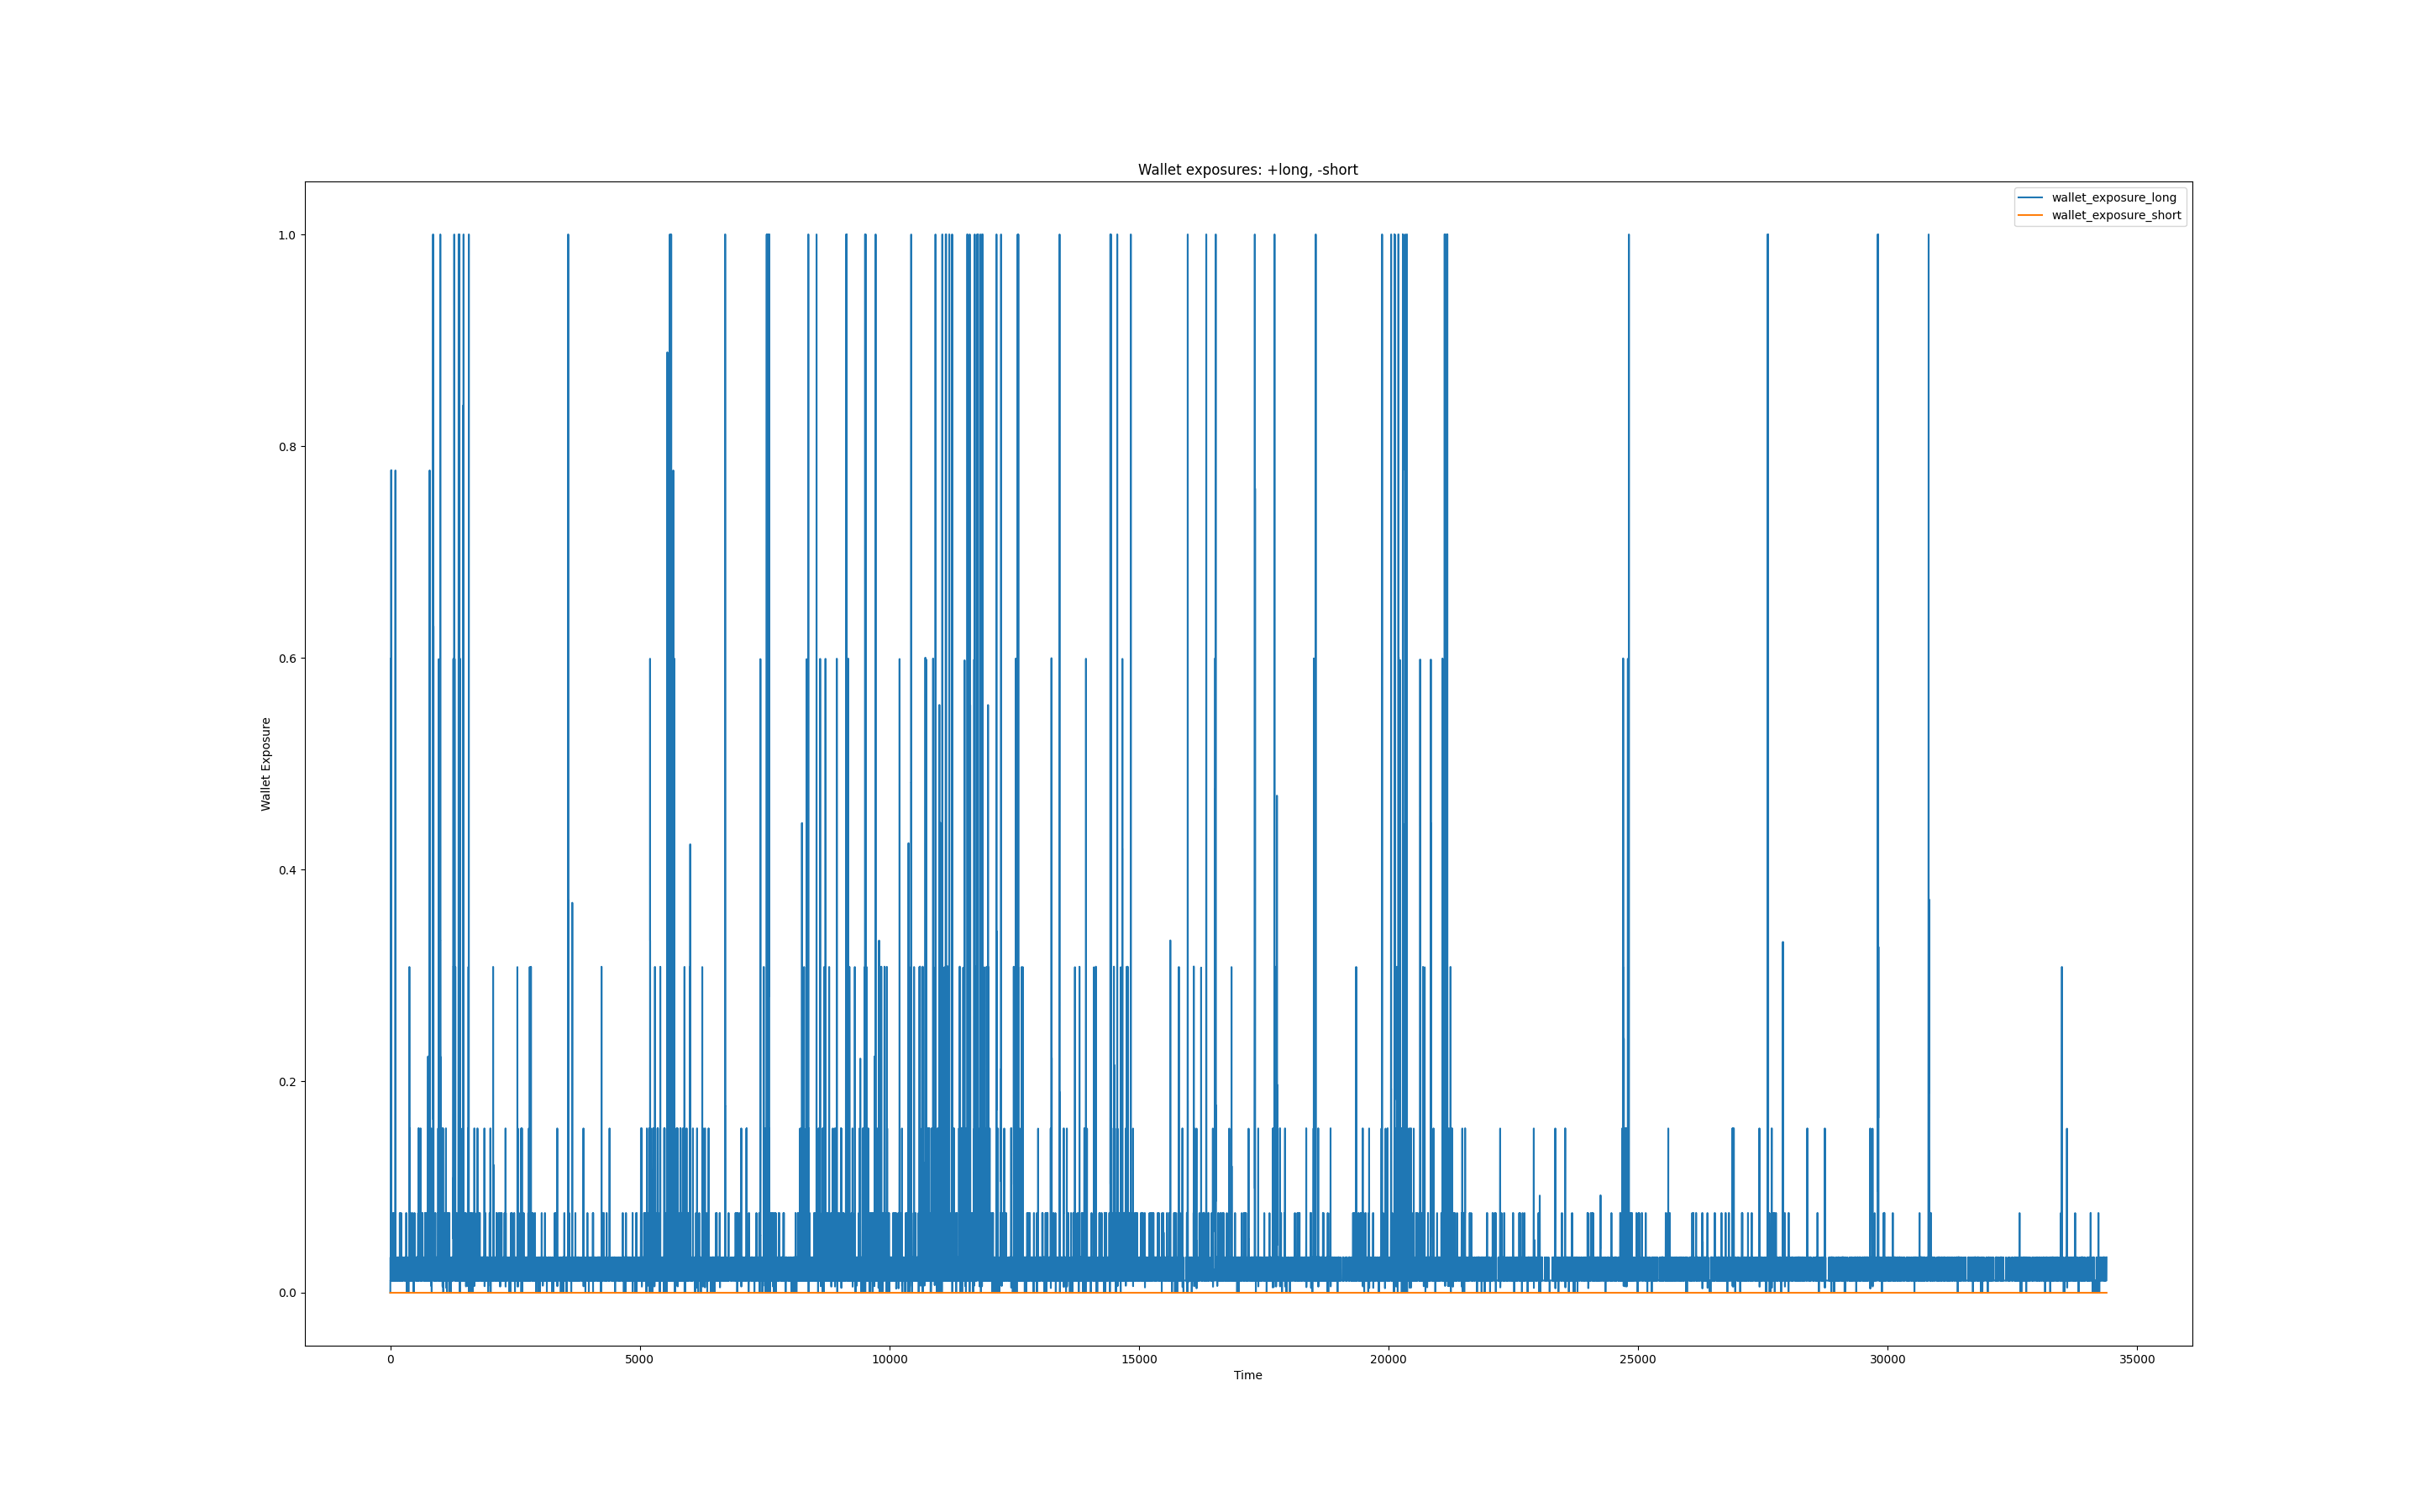 Wallet exposures: +long, -short
wallet_exposure_long
wallet_exposure_short
1.0
0.8
0.6
0.4
0.2
0.0
Wallet Exposure
0 5000 10000 15000 20000 25000 30000 35000
Time